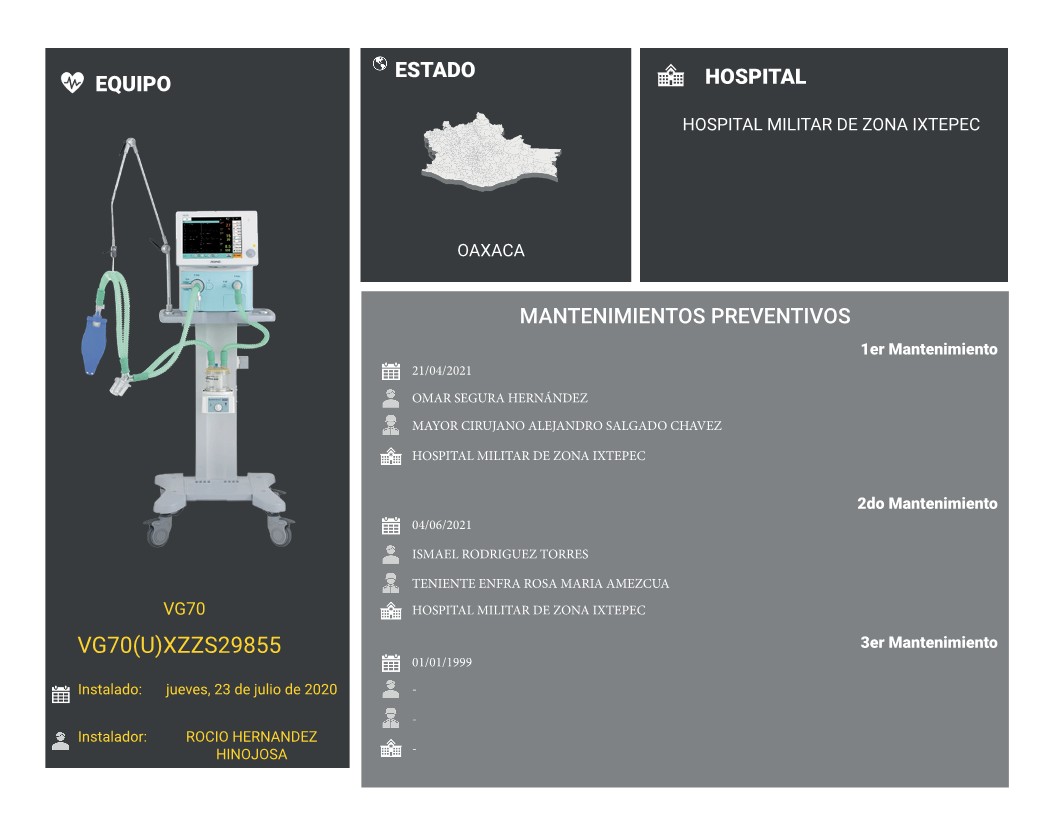 EQUIPO
VG70
VG70(U)XZZS29855
Instalado: jueves, 23 de julio de 2020
Instalador: ROCIO HERNANDEZ
HINOJOSA
ESTADO
OAXACA
HOSPITAL
HOSPITAL MILITAR DE ZONA IXTEPEC
MANTENIMIENTOS PREVENTIVOS
1er Mantenimiento
21/04/2021
OMAR SEGURA HERNÁNDEZ
MAYOR CIRUJANO ALEJANDRO SALGADO CHAVEZ
HOSPITAL MILITAR DE ZONA IXTEPEC
2do Mantenimiento
04/06/2021
ISMAEL RODRIGUEZ TORRES
TENIENTE ENFRA ROSA MARIA AMEZCUA
HOSPITAL MILITAR DE ZONA IXTEPEC
3er Mantenimiento
01/01/1999
-
-
-